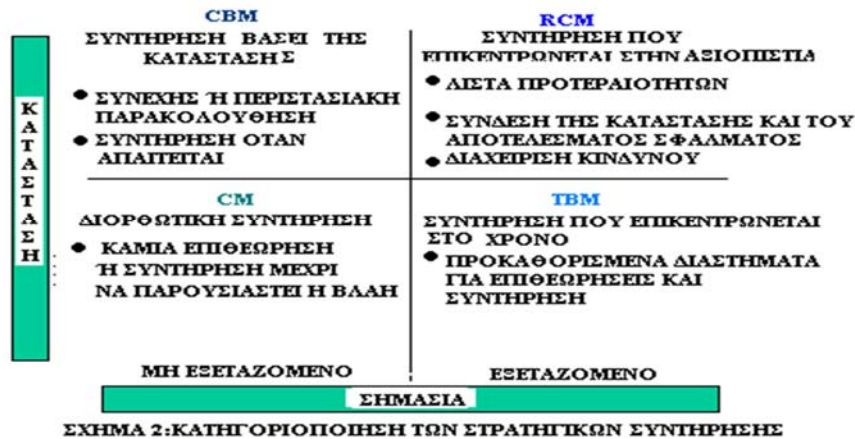 CBM
ΣΥΝΤΗΡΗΣΗ ΒΑΣΕΙ ΤΗΣ
ΚΑΤΑΣΤΑΣΗΣ
● ΣΥΝΕΧΗΣ Ή ΠΕΡΙΣΤΑΣΙΑΚΗ
ΠΑΡΑΚΟΛΟΥΘΗΣΗ
● ΣΥΝΤΗΡΗΣΗ ΟΤΑΝ
ΑΠΑΙΤΕΙΤΑΙ
RCM
ΣΥΝΤΗΡΗΣΗ ΠΟΥ
ΕΠΙΚΕΝΤΡΩΝΕΤΑΙ ΣΤΗΝ ΑΞΙΟΠΙΣΤΙΑ
● ΛΙΣΤΑ ΠΡΟΤΕΡΑΙΟΤΗΤΩΝ
● ΣΥΝΔΕΣΗ ΤΗΣ ΚΑΤΑΣΤΑΣΗΣ ΚΑΙ ΤΟΥ
ΑΠΟΤΕΛΕΣΜΑΤΟΣ ΣΦΑΛΜΑΤΟΣ
● ΔΙΑΧΕΙΡΙΣΗ ΚΙΝΔΥΝΟΥ
ΚΑΤΑΣΤΑΣΗ
CM
ΔΙΟΡΘΩΤΙΚΗ ΣΥΝΤΗΡΗΣΗ
● ΚΑΜΙΑ ΕΠΙΘΕΩΡΗΣΗ
Ή ΣΥΝΤΗΡΗΣΗ ΜΕΧΡΙ
ΝΑ ΠΑΡΟΥΣΙΑΣΤΕΙ Η ΒΛΑΗ
TBM
ΣΥΝΤΗΡΗΣΗ ΠΟΥ ΕΠΙΚΕΝΤΡΩΝΕΤΑΙ
ΣΤΟ ΧΡΟΝΟ
● ΠΡΟΚΑΘΟΡΙΣΜΕΝΑ ΔΙΑΣΤΗΜΑΤΑ
ΓΙΑ ΕΠΙΘΕΩΡΗΣΕΙΣ ΚΑΙ
ΣΥΝΤΗΡΗΣΗ
ΜΗ ΕΞΕΤΑΖΟΜΕΝΟ
ΕΞΕΤΑΖΟΜΕΝΟ
ΣΗΜΑΣΙΑ
ΣΧΗΜΑ 2:ΚΑΤΗΓΟΡΙΟΠΟΙΗΣΗ ΤΩΝ ΣΤΡΑΤΗΓΙΚΩΝ ΣΥΝΤΗΡΗΣΗΣ